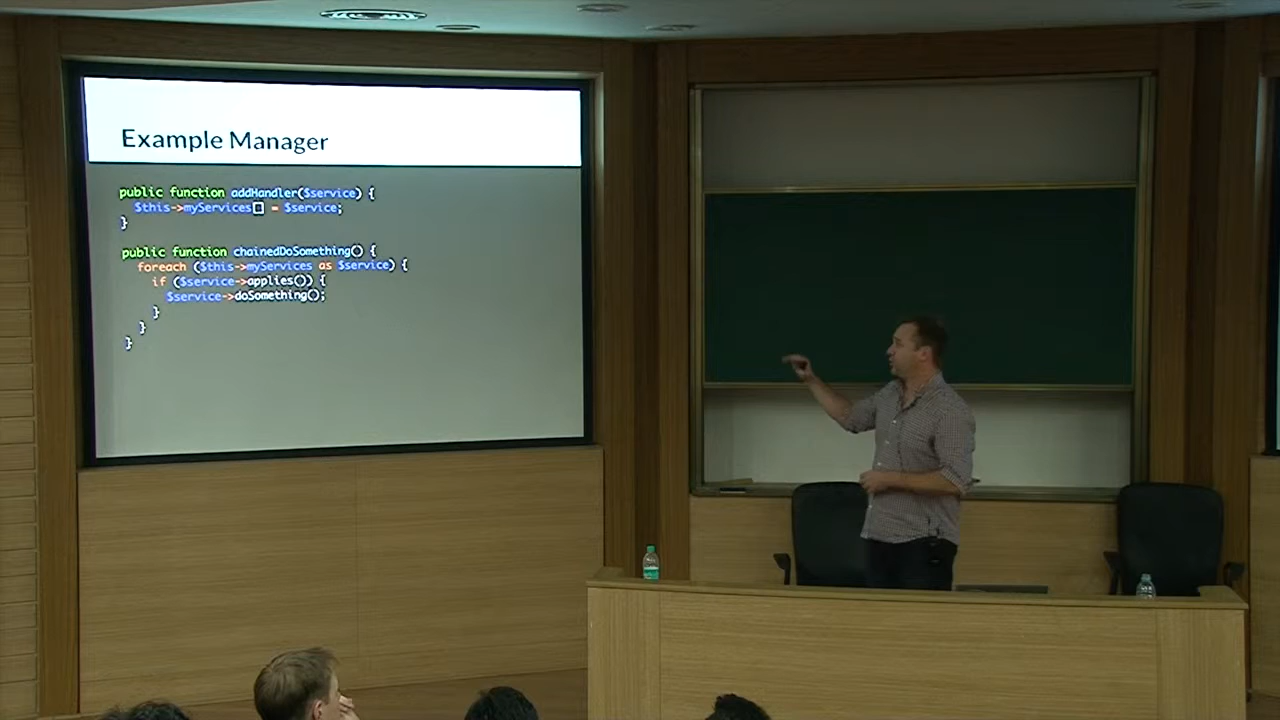 Example Manager
public function addHandler($service) {
$this->myServices[] = $service;
}
public function chainedDoSomething() {
foreach ($this->myServices as $service) {
if ($service->applies()) {
$service->doSomething();
}
}
}